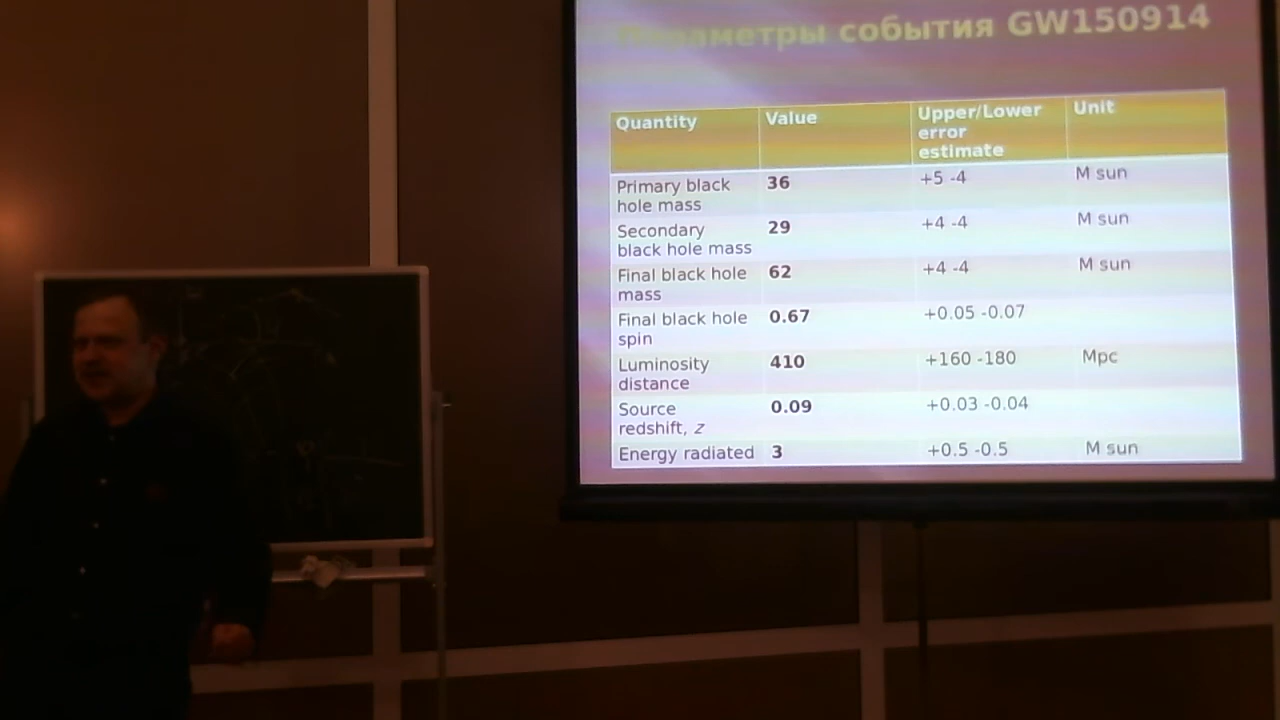 Параметры события GW150914
Quantity Value Upper/Lower error estimate Unit
Primary black hole mass 36 +5 -4 M sun
Secondary black hole mass 29 +4 -4 M sun
Final black hole mass 62 +4 -4 M sun
Final black hole spin 0.67 +0.05 -0.07
Luminosity distance 410 +160 -180 Mpc
Source redshift, z 0.09 +0.03 -0.04
Energy radiated 3 +0.5 -0.5 M sun